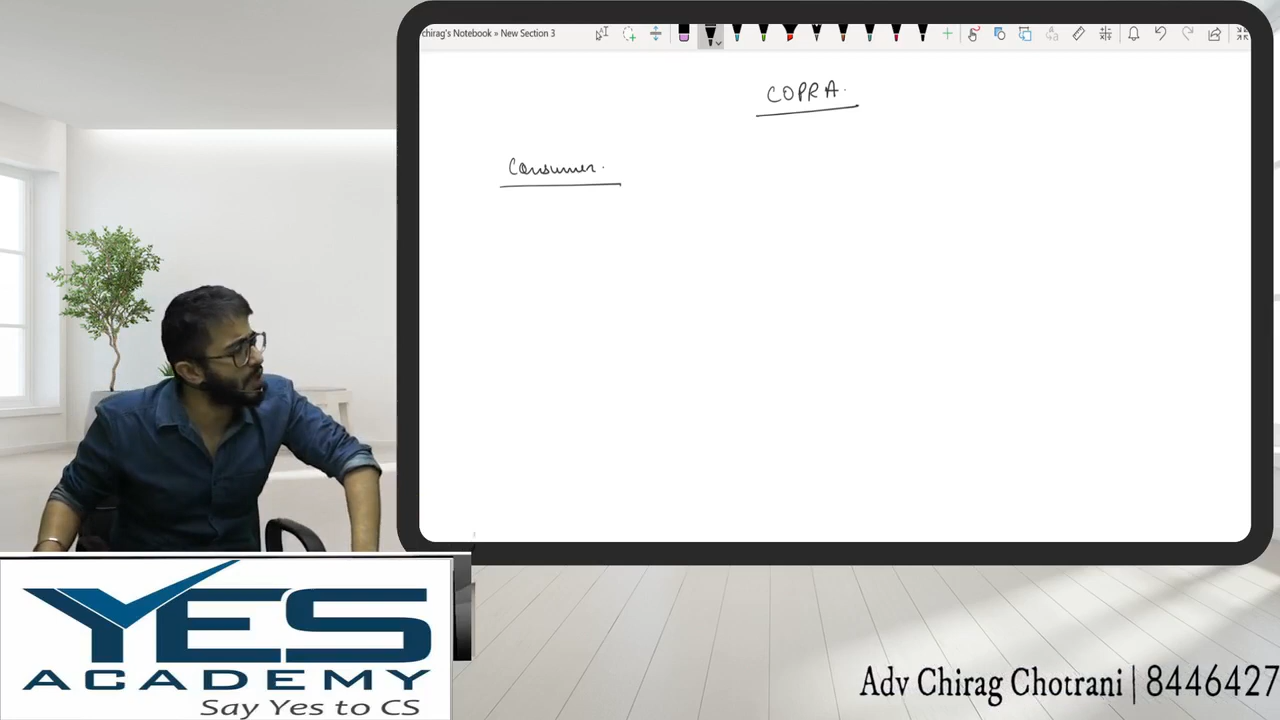 chirag's Notebook » New Section 3
COPRA.
Consumer.
YES
ACADEMY
Say Yes to CS
Adv Chirag Chotrani | 8446427